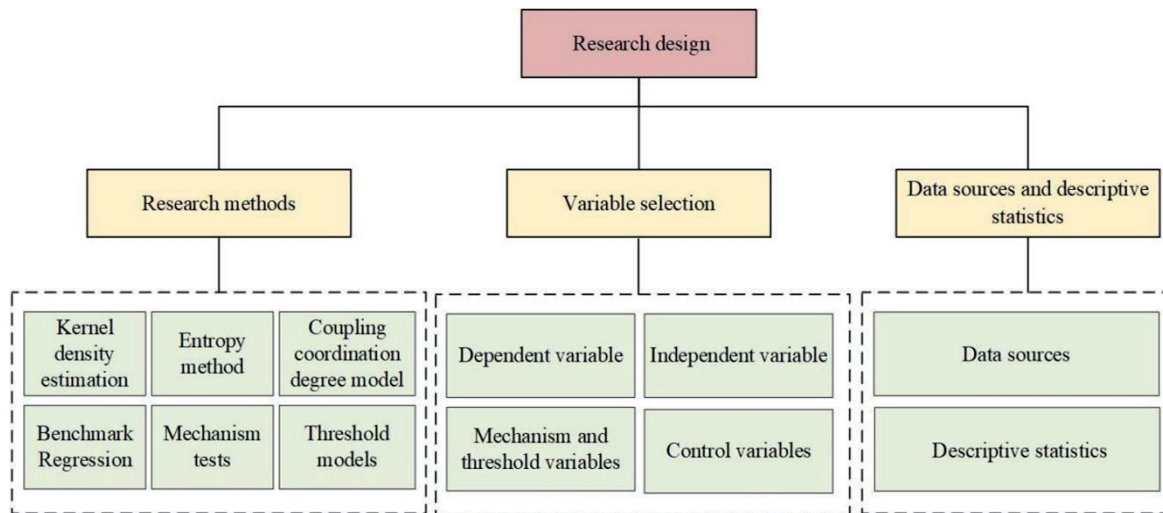 Research design
Research methods
Variable selection
Data sources and descriptive
statistics
Kernel
density
estimation
Entropy
method
Coupling
coordination
degree model
Benchmark
Regression
Mechanism
tests
Threshold
models
Dependent variable
Independent variable
Mechanism and
threshold variables
Control variables
Data sources
Descriptive statistics